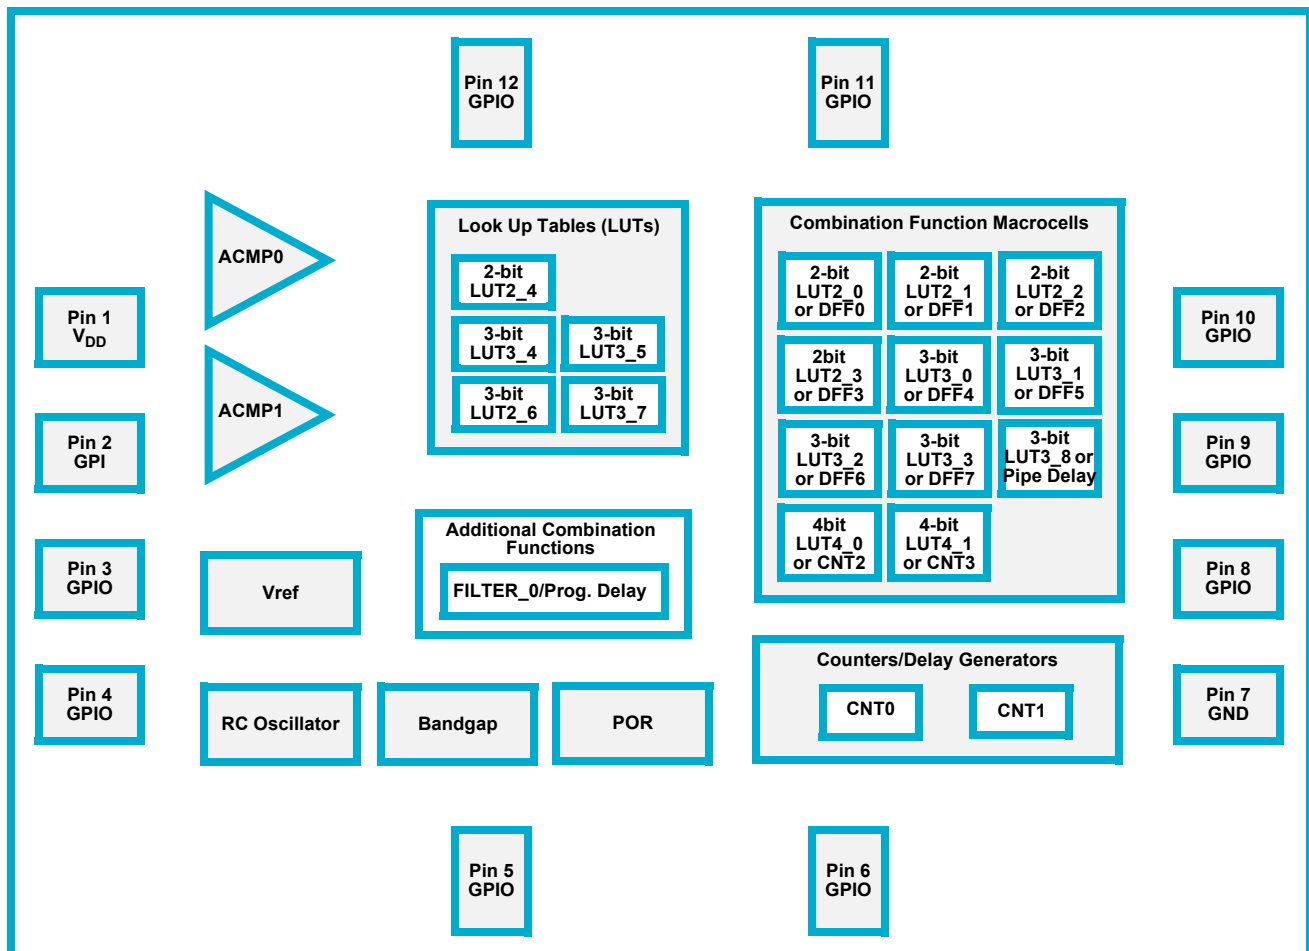 Pin 12
GPIO
Pin 11
GPIO
ACMP0
ACMP1
Pin 1
VDD
Pin 2
GPI
Pin 3
GPIO
Pin 4
GPIO
Look Up Tables (LUTs)
2-bit
LUT2_4
3-bit
LUT3_4
3-bit
LUT3_5
3-bit
LUT2_6
3-bit
LUT3_7
Combination Function Macrocells
2-bit
LUT2_0
or DFF0
2-bit
LUT2_1
or DFF1
2-bit
LUT2_2
or DFF2
2bit
LUT2_3
or DFF3
3-bit
LUT3_0
or DFF4
3-bit
LUT3_1
or DFF5
3-bit
LUT3_2
or DFF6
3-bit
LUT3_3
or DFF7
3-bit
LUT3_8 or
Pipe Delay
4bit
LUT4_0
or CNT2
4-bit
LUT4_1
or CNT3
Additional Combination
Functions
FILTER_0/Prog. Delay
Vref
RC Oscillator
Bandgap
POR
Counters/Delay Generators
CNT0
CNT1
Pin 10
GPIO
Pin 9
GPIO
Pin 8
GPIO
Pin 7
GND
Pin 5
GPIO
Pin 6
GPIO